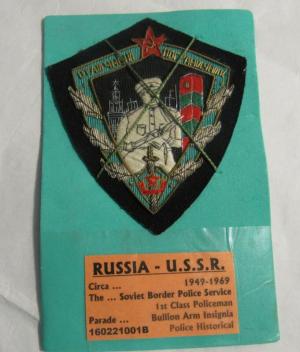 RUSSIA - U.S.S.R.
Circa ... 1949-1969
The ... Soviet Border Police Service
1st Class Policeman
Parade ... Bullion Arm Insignia
160221001B Police Historical